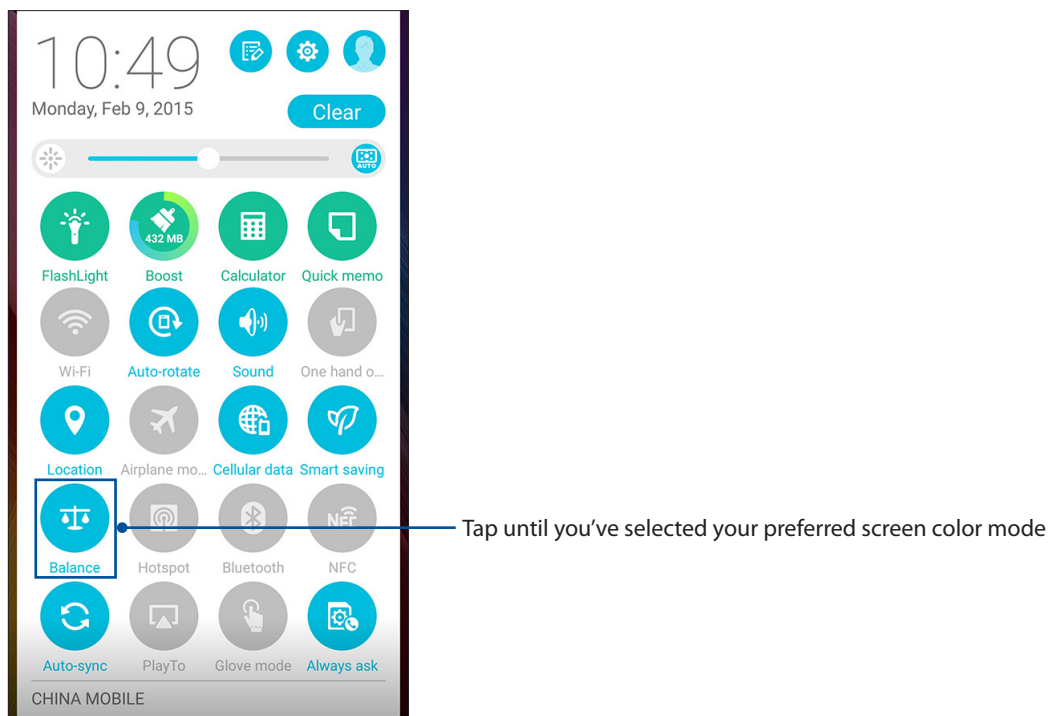 10:49
Monday, Feb 9, 2015
Clear
AUTO
432 MB
FlashLight Boost Calculator Quick memo
Wi-Fi Auto-rotate Sound One hand o...
Location Airplane mo... Cellular data Smart saving
NFC
Balance Hotspot Bluetooth NFC
Tap until you’ve selected your preferred screen color mode
Auto-sync PlayTo Glove mode Always ask
CHINA MOBILE